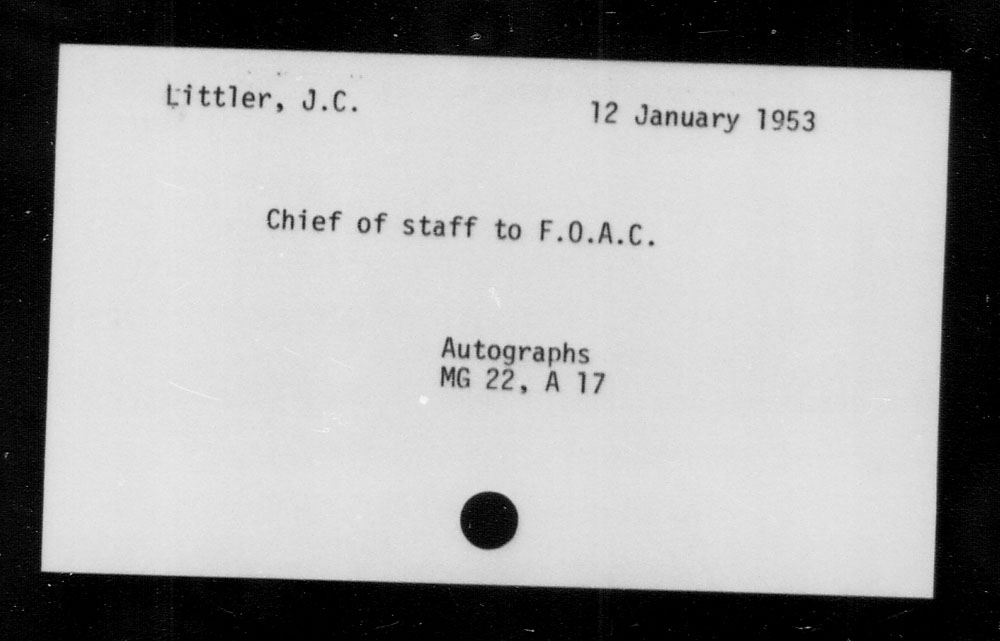 Littler, J.C. 12 January 1953
Chief of staff to F.O.A.C.
Autographs
MG 22, A 17